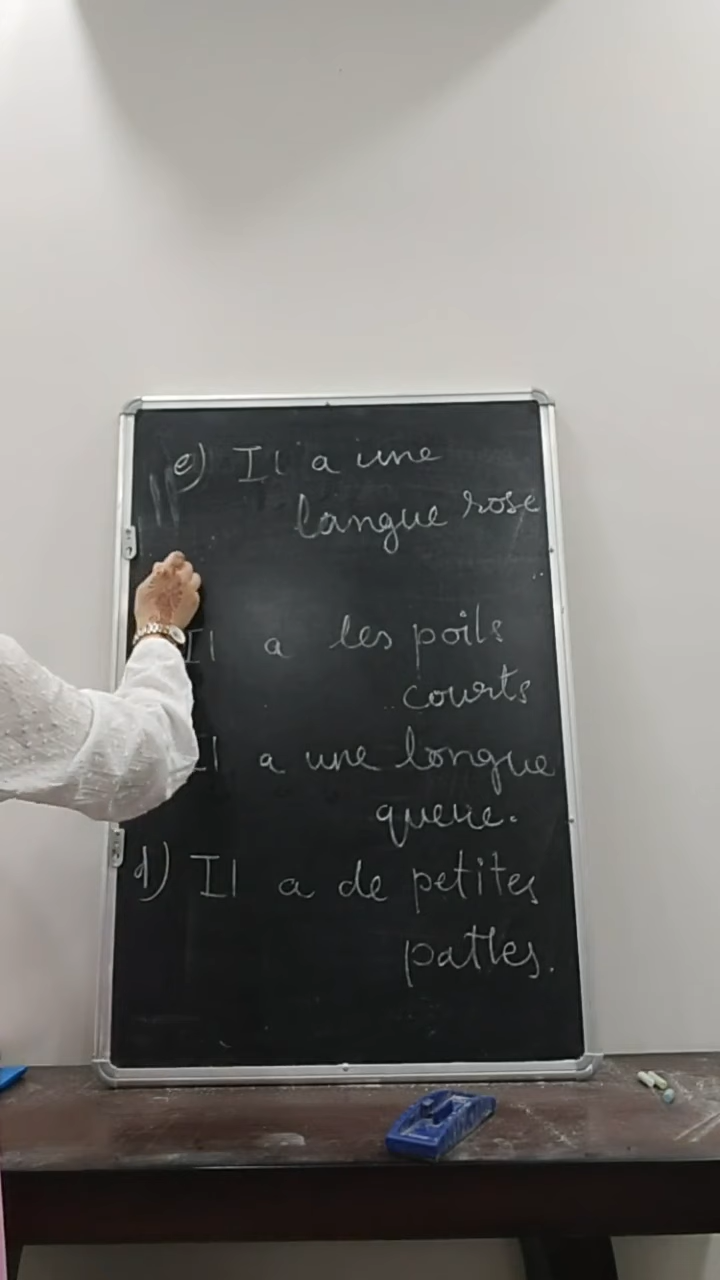 e) Il a une
langue rose
Il a les poils
courts
Il a une longue
queue.
d) Il a de petites
pattes.